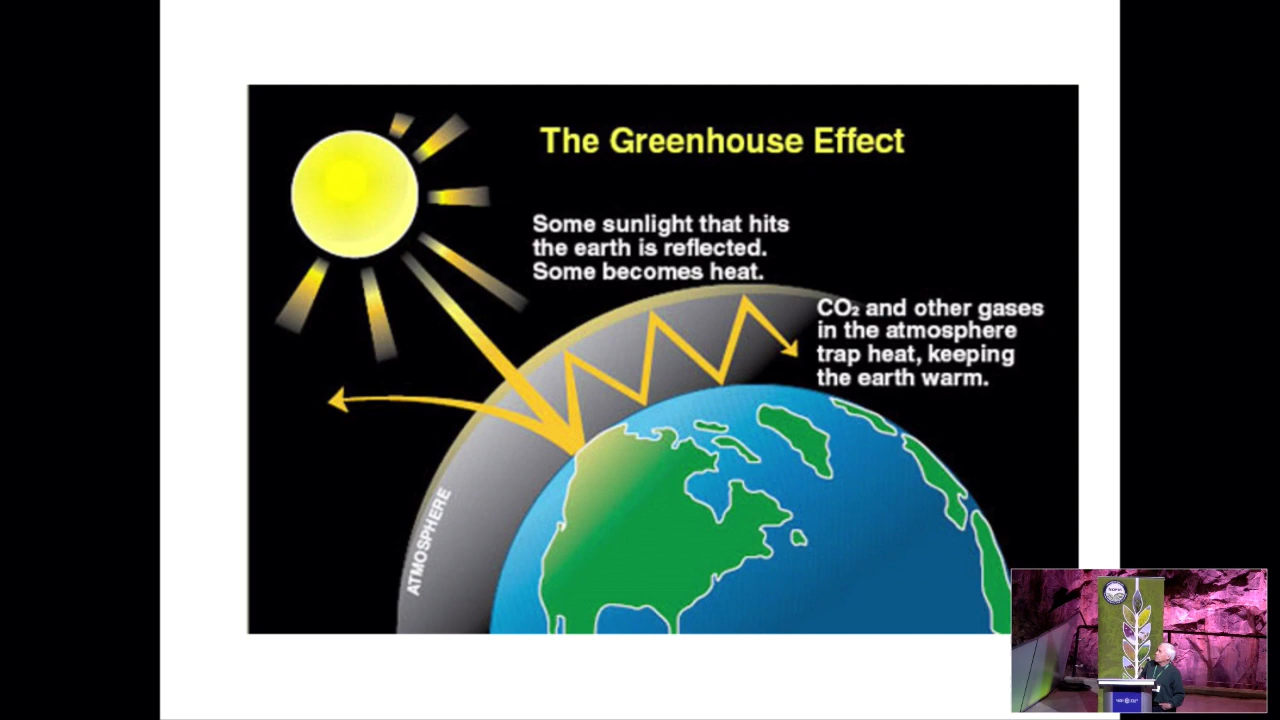 The Greenhouse Effect
Some sunlight that hits
the earth is reflected.
Some becomes heat.
CO₂ and other gases
in the atmosphere
trap heat, keeping
the earth warm.
ATMOSPHERE